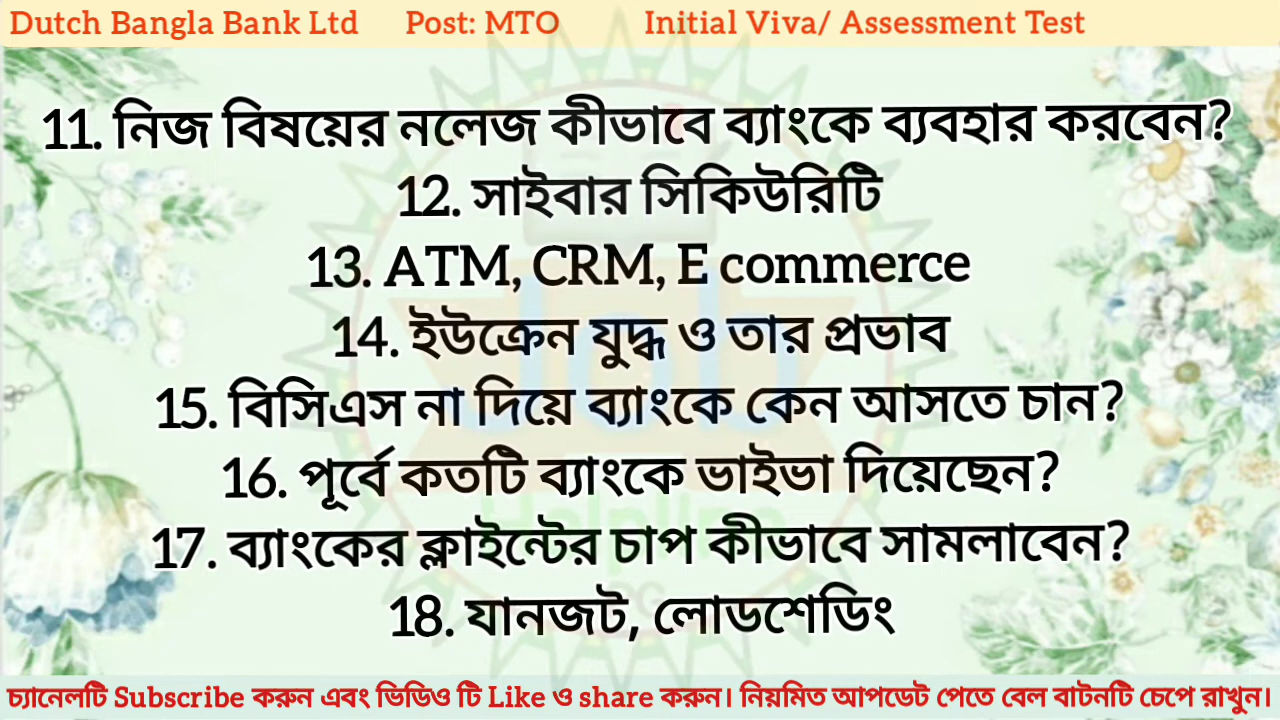 Dutch Bangla Bank Ltd Post: MTO Initial Viva/ Assessment Test
11. নিজ বিষয়ের নলেজ কীভাবে ব্যাংকে ব্যবহার করবেন?
12. সাইবার সিকিউরিটি
13. ATM, CRM, E commerce
14. ইউক্রেন যুদ্ধ ও তার প্রভাব
15. বিসিএস না দিয়ে ব্যাংকে কেন আসতে চান?
16. পূর্বে কতটি ব্যাংকে ভাইভা দিয়েছেন?
17. ব্যাংকের ক্লাইন্টের চাপ কীভাবে সামলাবেন?
18. যানজট, লোডশেডিং
চ্যানেলটি Subscribe করুন এবং ভিডিও টি Like ও share করুন। নিয়মিত আপডেট পেতে বেল বাটনটি চেপে রাখুন।